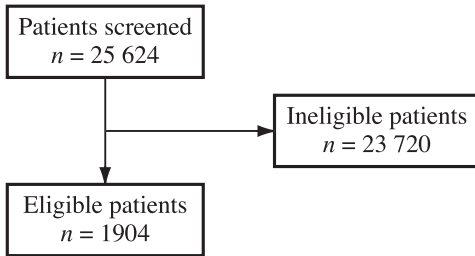 Patients screened
n = 25 624
Ineligible patients
n = 23 720
Eligible patients
n = 1904